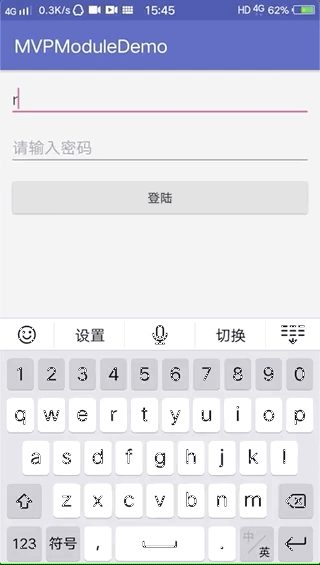 4G 0.3K/s 15:45 HD 4G 62%
MVPModuleDemo
r
请输入密码
登陆
设置 切换
1 2 3 4 5 6 7 8 9 0
q w e r t y u i o p
a s d f g h j k l
z x c v b n m
123 符号 , . 中/英